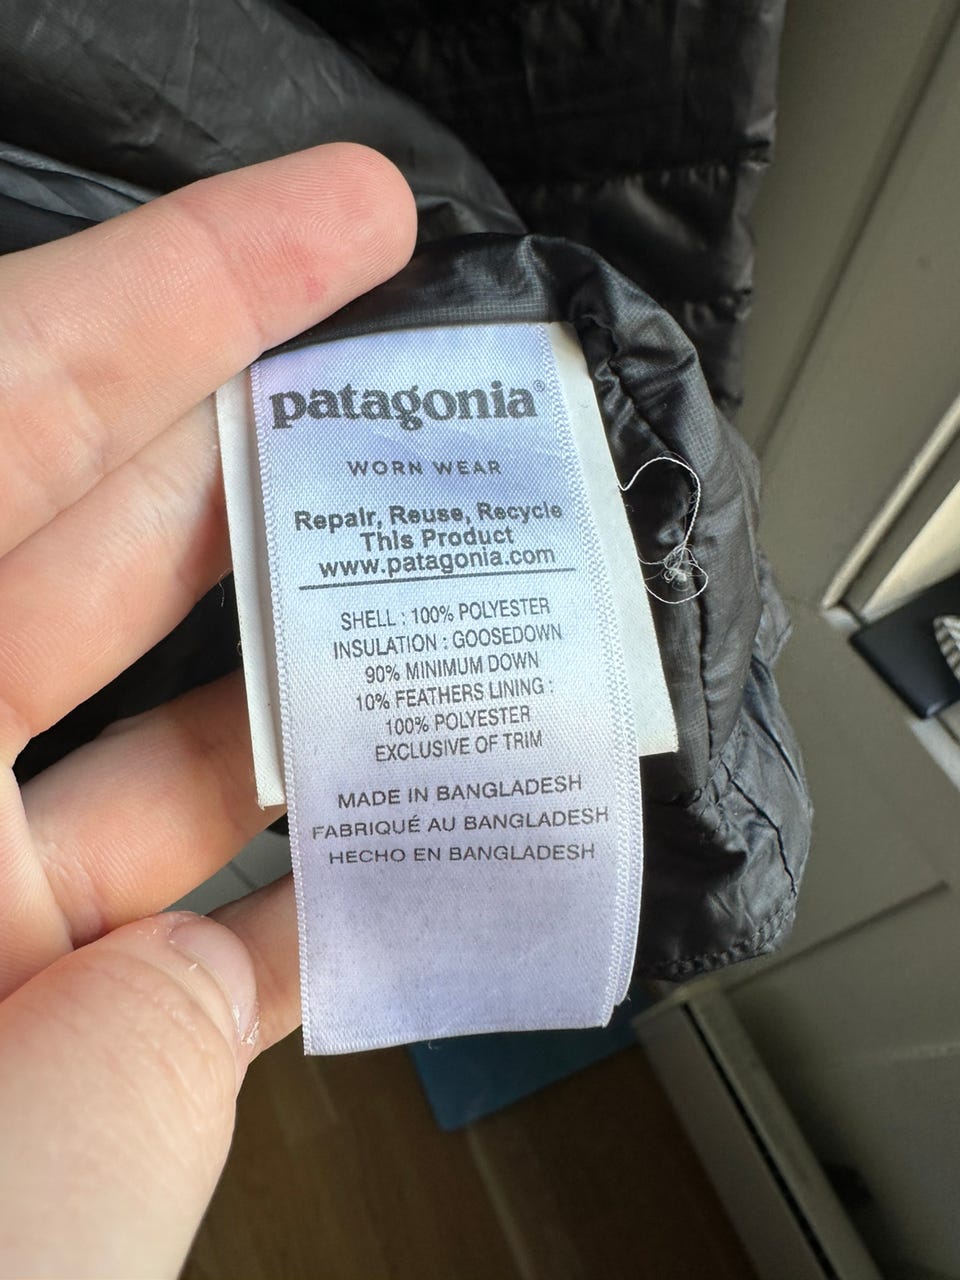 patagonia®
WORN WEAR
Repair, Reuse, Recycle
This Product
www.patagonia.com
SHELL : 100% POLYESTER
INSULATION : GOOSEDOWN
90% MINIMUM DOWN
10% FEATHERS LINING :
100% POLYESTER
EXCLUSIVE OF TRIM
MADE IN BANGLADESH
FABRIQUÉ AU BANGLADESH
HECHO EN BANGLADESH